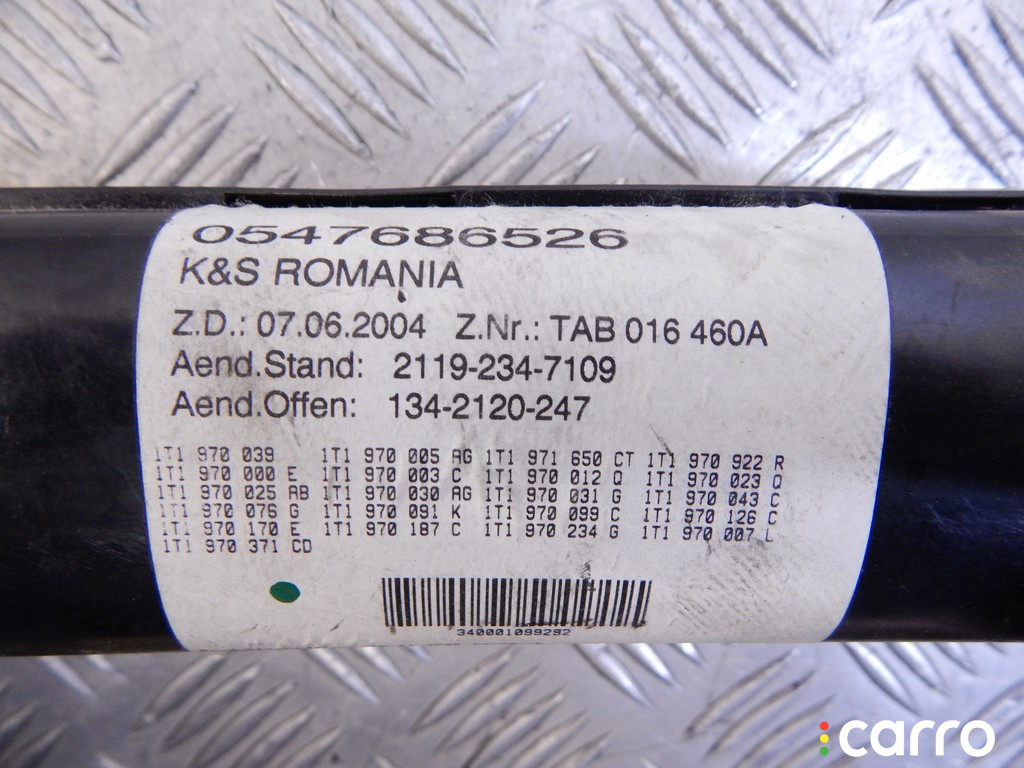 0547686526
K&S ROMANIA
Z.D.: 07.06.2004 Z.Nr.: TAB 016 460A
Aend.Stand: 2119-234-7109
Aend.Offen: 134-2120-247
1T1 970 039 1T1 970 005 AG 1T1 971 650 CT 1T1 970 922 R
1T1 970 000 E 1T1 970 003 C 1T1 970 012 Q 1T1 970 023 Q
1T1 970 025 AB 1T1 970 030 AG 1T1 970 031 G 1T1 970 043 C
1T1 970 076 G 1T1 970 091 K 1T1 970 099 C 1T1 970 126 C
1T1 970 170 E 1T1 970 187 C 1T1 970 234 G 1T1 970 007 L
1T1 970 371 CD
340001099292
carro